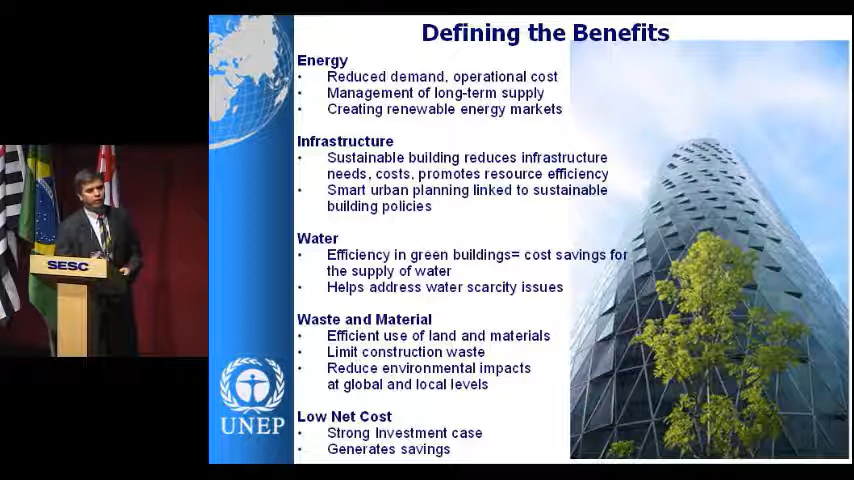 Defining the Benefits
Energy
• Reduced demand, operational cost
• Management of long-term supply
• Creating renewable energy markets
Infrastructure
• Sustainable building reduces infrastructure
needs, costs, promotes resource efficiency
• Smart urban planning linked to sustainable
building policies
Water
• Efficiency in green buildings= cost savings for
the supply of water
• Helps address water scarcity issues
Waste and Material
• Efficient use of land and materials
• Limit construction waste
• Reduce environmental impacts
at global and local levels
Low Net Cost
• Strong Investment case
• Generates savings
SESC
UNEP